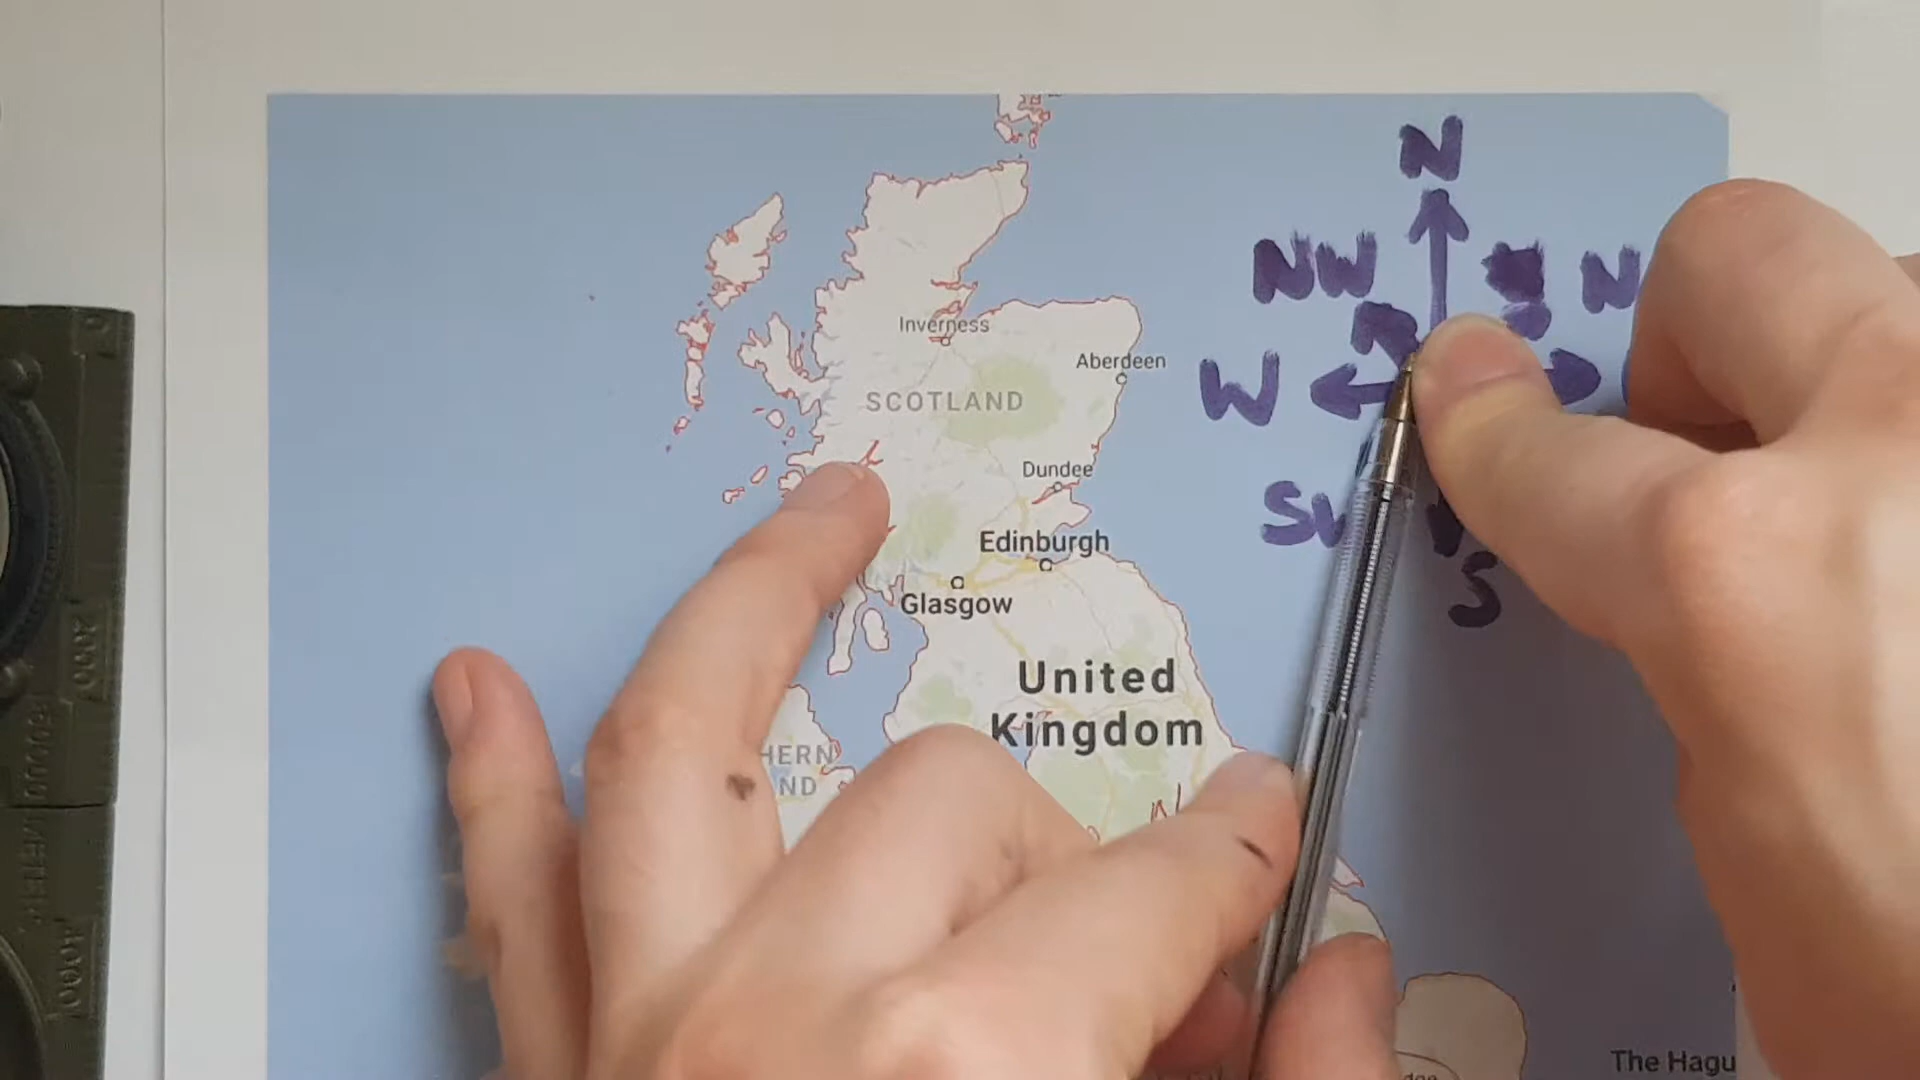 N
NW
N
Inverness
Aberdeen
W
SCOTLAND
Dundee
Edinburgh
S
Glasgow
United
Kingdom
The Hagu